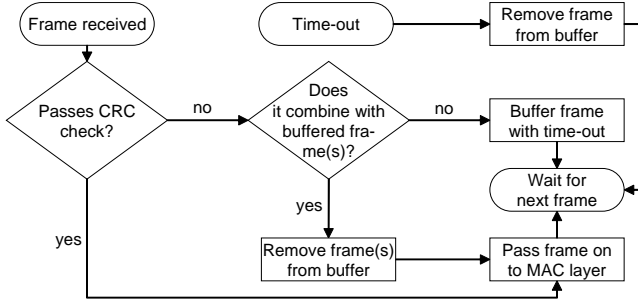 Frame received
Time-out
Remove frame
from buffer
Passes CRC
check?
no
Does
it combine with
buffered fra-
me(s)?
no
Buffer frame
with time-out
Wait for
next frame
yes
yes
Remove frame(s)
from buffer
Pass frame on
to MAC layer